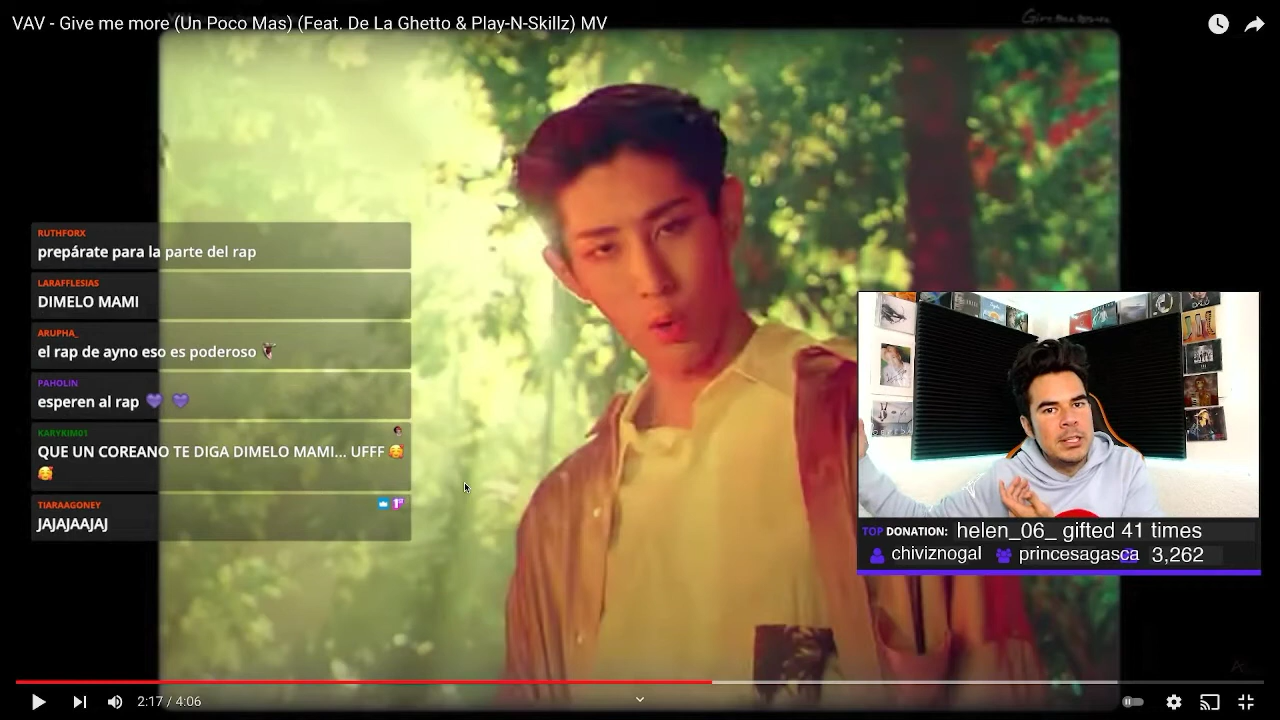 VAV - Give me more (Un Poco Mas) (Feat. De La Ghetto & Play-N-Skillz) MV
RUTHFORX
prepárate para la parte del rap
LARAFFLESIAS
DIMELO MAMI
ARUPHA_
el rap de ayno eso es poderoso
PAHOLIN
esperen al rap 💜 💜
KARYKIM01
QUE UN COREANO TE DIGA DIMELO MAMI... UFFF 🥰
🥰
TIARAAGONEY
JAJAJAAJAJ
TOP DONATION: helen_06_ gifted 41 times
chiviznogal princesagasca 3,262
2:17 / 4:06